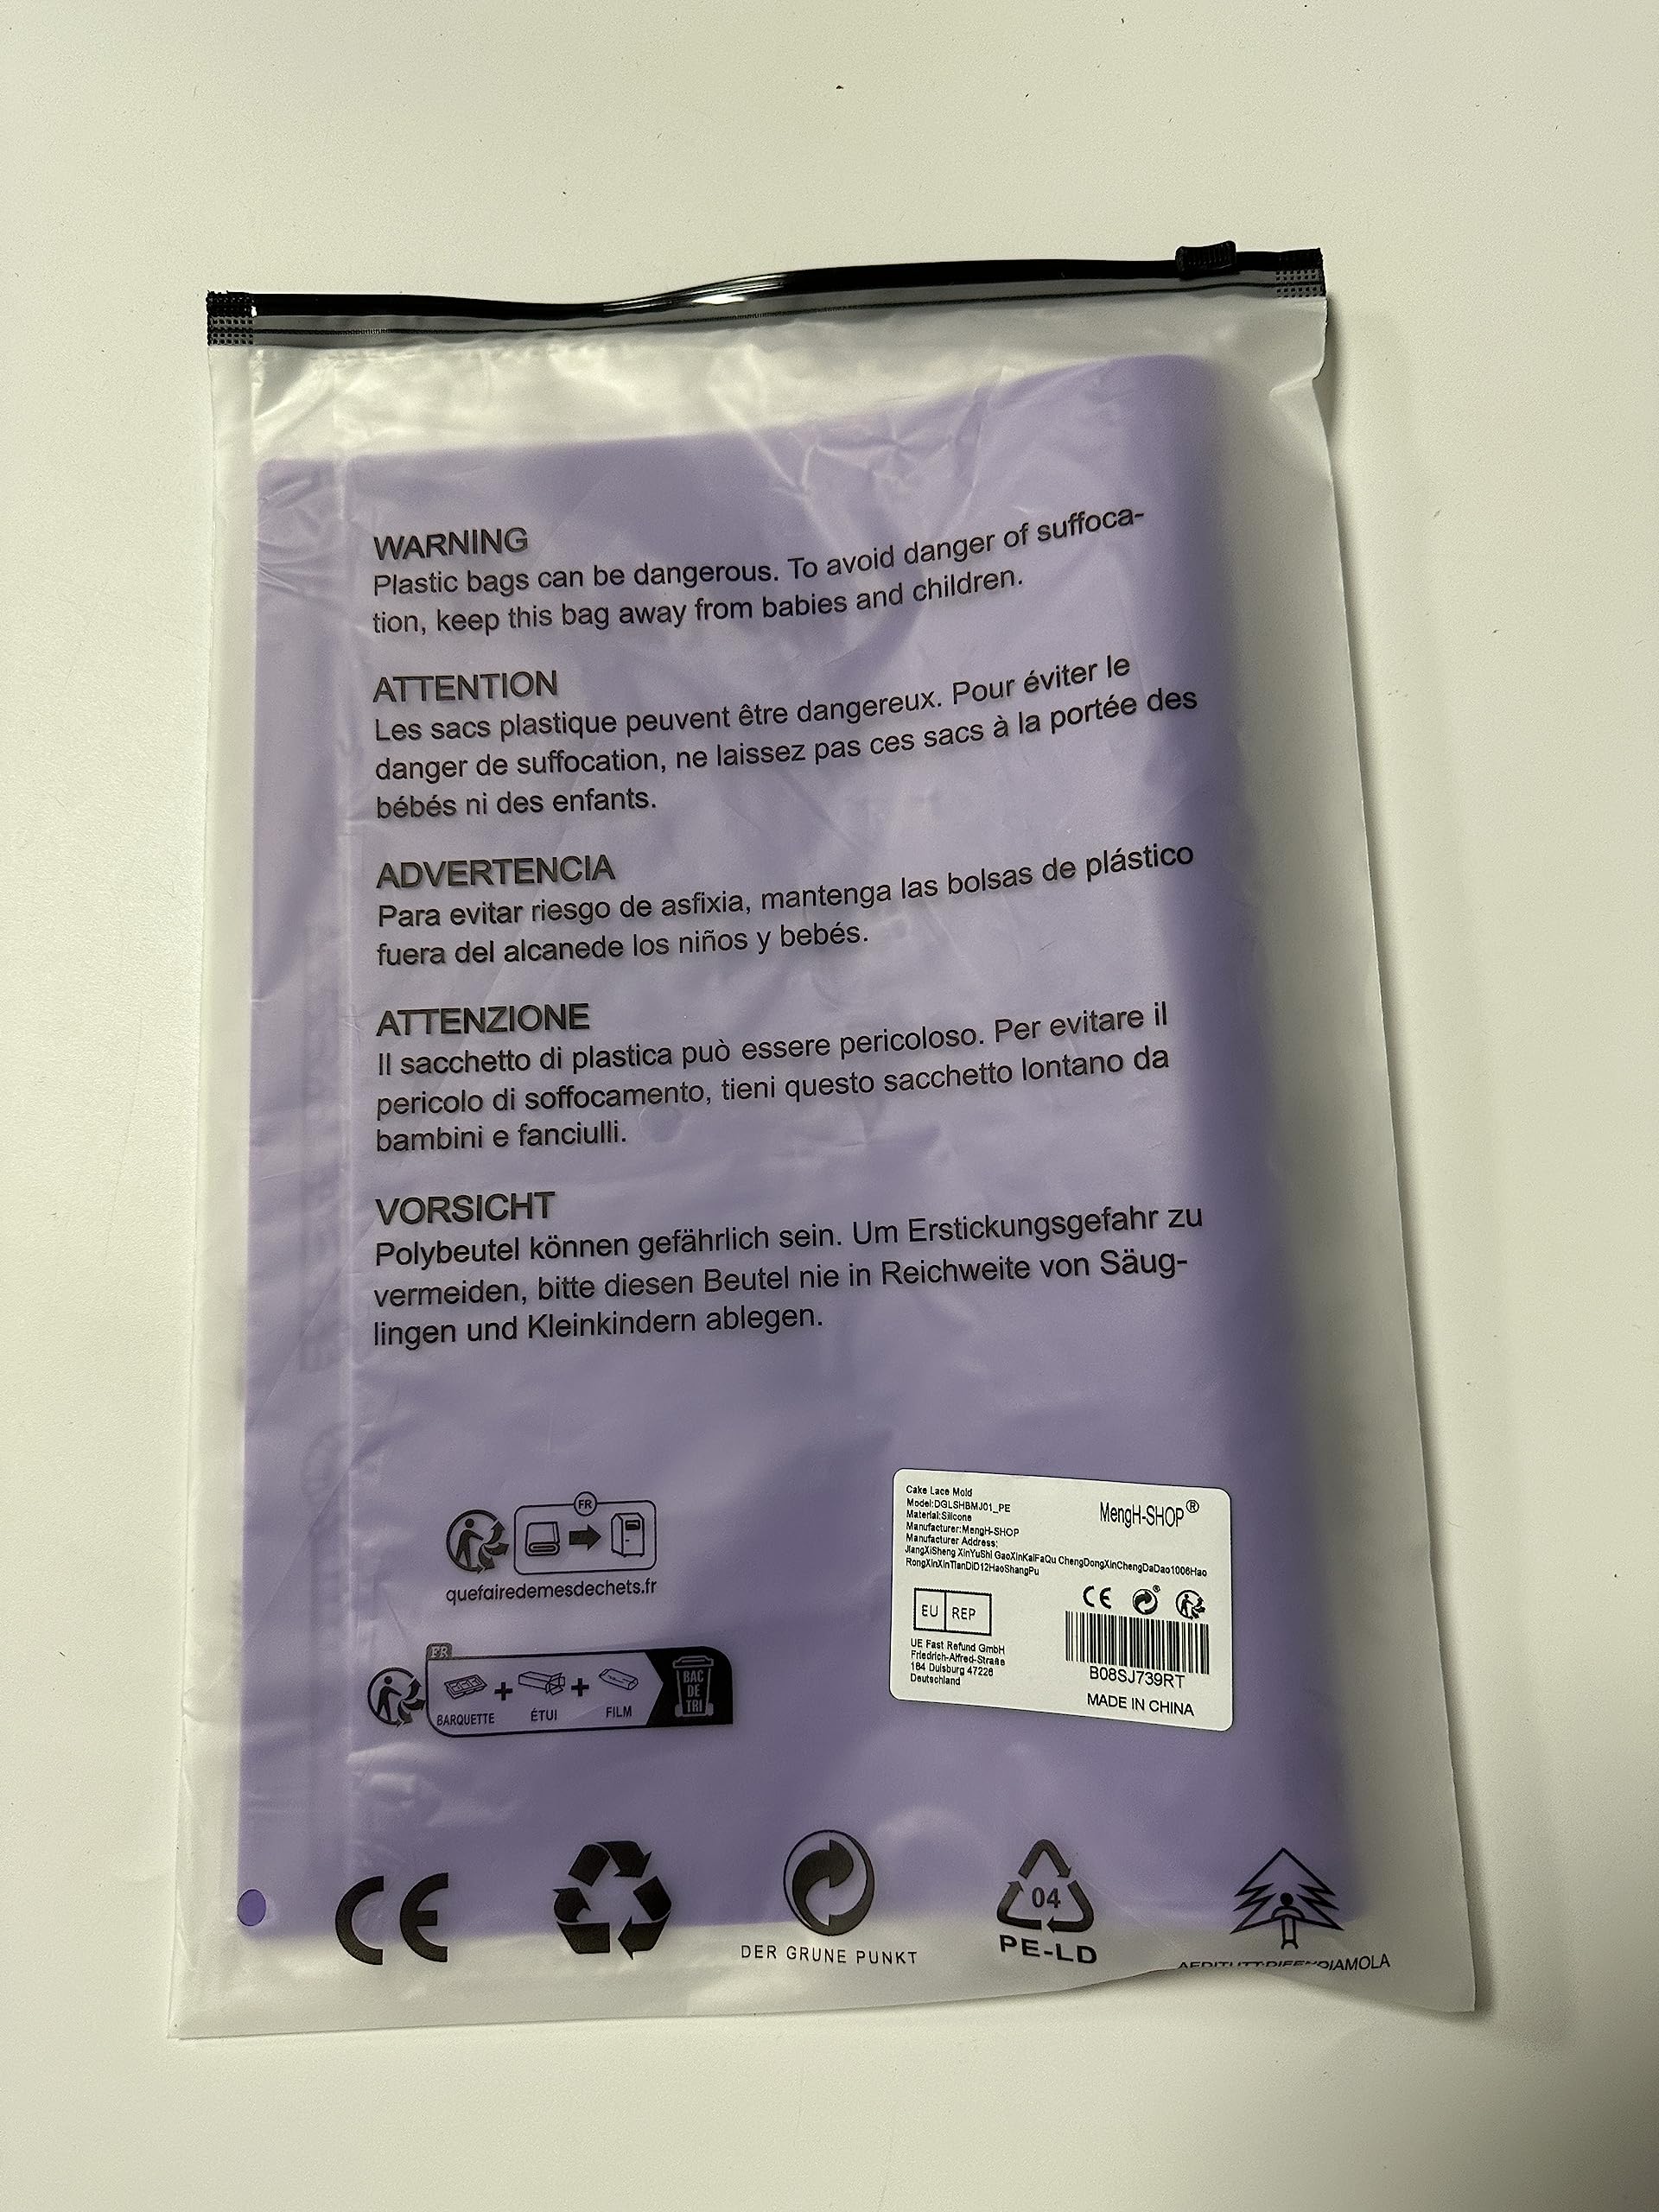 WARNING
Plastic bags can be dangerous. To avoid danger of suffoca-
tion, keep this bag away from babies and children.
ATTENTION
Les sacs plastique peuvent être dangereux. Pour éviter le
danger de suffocation, ne laissez pas ces sacs à la portée des
bébés ni des enfants.
ADVERTENCIA
Para evitar riesgo de asfixia, mantenga las bolsas de plástico
fuera del alcanede los niños y bebés.
ATTENZIONE
Il sacchetto di plastica può essere pericoloso. Per evitare il
pericolo di soffocamento, tieni questo sacchetto lontano da
bambini e fanciulli.
VORSICHT
Polybeutel können gefährlich sein. Um Erstickungsgefahr zu
vermeiden, bitte diesen Beutel nie in Reichweite von Säug-
lingen und Kleinkindern ablegen.
FR
quefairedemesdechets.fr
FR
BARQUETTE + ÉTUI + FILM
BAC
DE
TRI
Cake Lace Mold
Model:DGLSHBMJ01_PE
Material:Silicone
Manufacturer:MengH-SHOP
Manufacturer Address:
JiangXiSheng XinYuShi GaoXinKaiFaQu ChengDongXinChengDaDao1006Hao
RongXinXinTianDiD12HaoShangPu
MengH-SHOP®
EU REP
UE Fast Refund GmbH
Friedrich-Alfred-Straße
184 Duisburg 47226
Deutschland
CE
B08SJ739RT
MADE IN CHINA
CE
DER GRUNE PUNKT
04
PE-LD